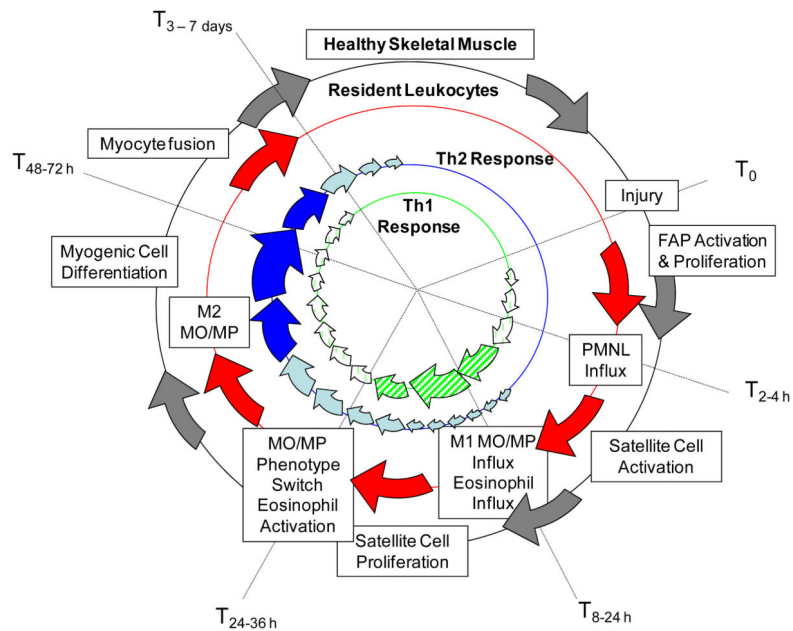 T3 – 7 days
Healthy Skeletal Muscle
Resident Leukocytes
Myocyte fusion
T48-72 h
Th2 Response
T0
Injury
Th1
Response
FAP Activation
& Proliferation
Myogenic Cell
Differentiation
M2
MO/MP
PMNL
Influx
T2-4 h
MO/MP
Phenotype
Switch
Eosinophil
Activation
M1 MO/MP
Influx
Eosinophil
Influx
Satellite Cell
Activation
Satellite Cell
Proliferation
T24-36 h
T8-24 h